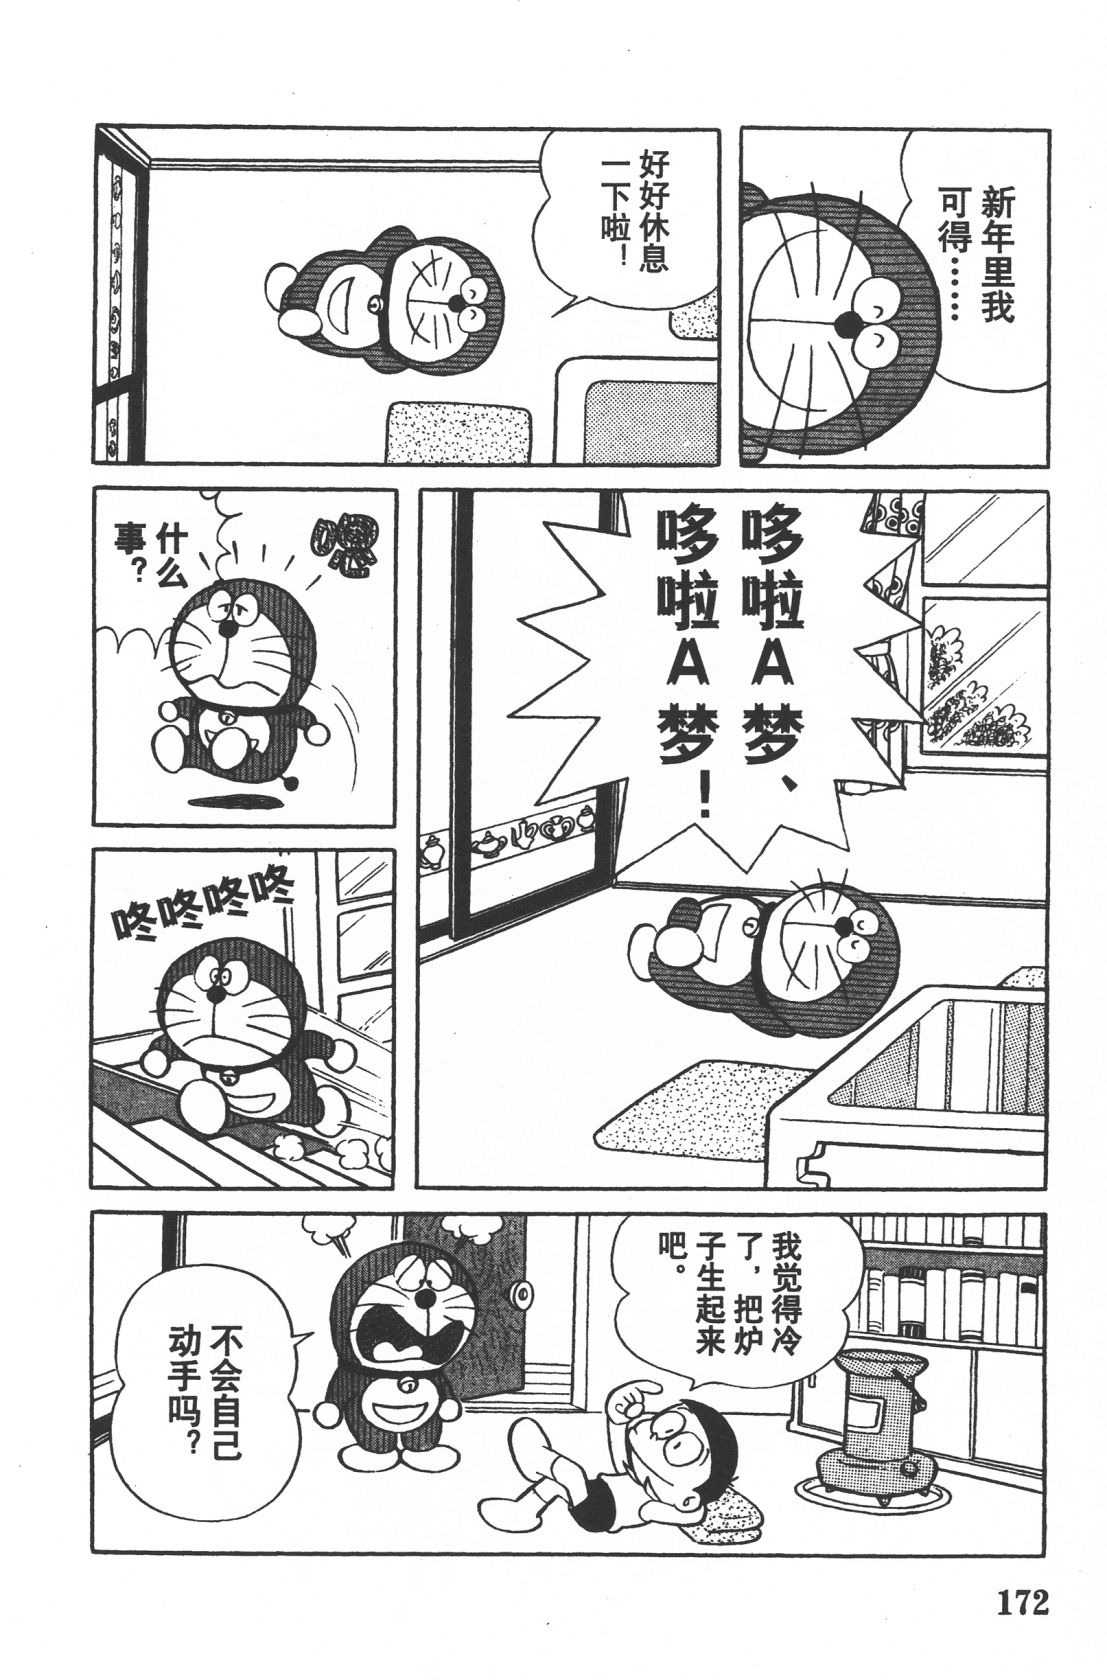 新年里我
可得……
好好休息
一下啦！
哆啦A梦、
哆啦A梦！
什么
事？
咚咚咚咚
我觉得冷
了，把炉
子生起来
吧。
不会自己
动手吗？
172